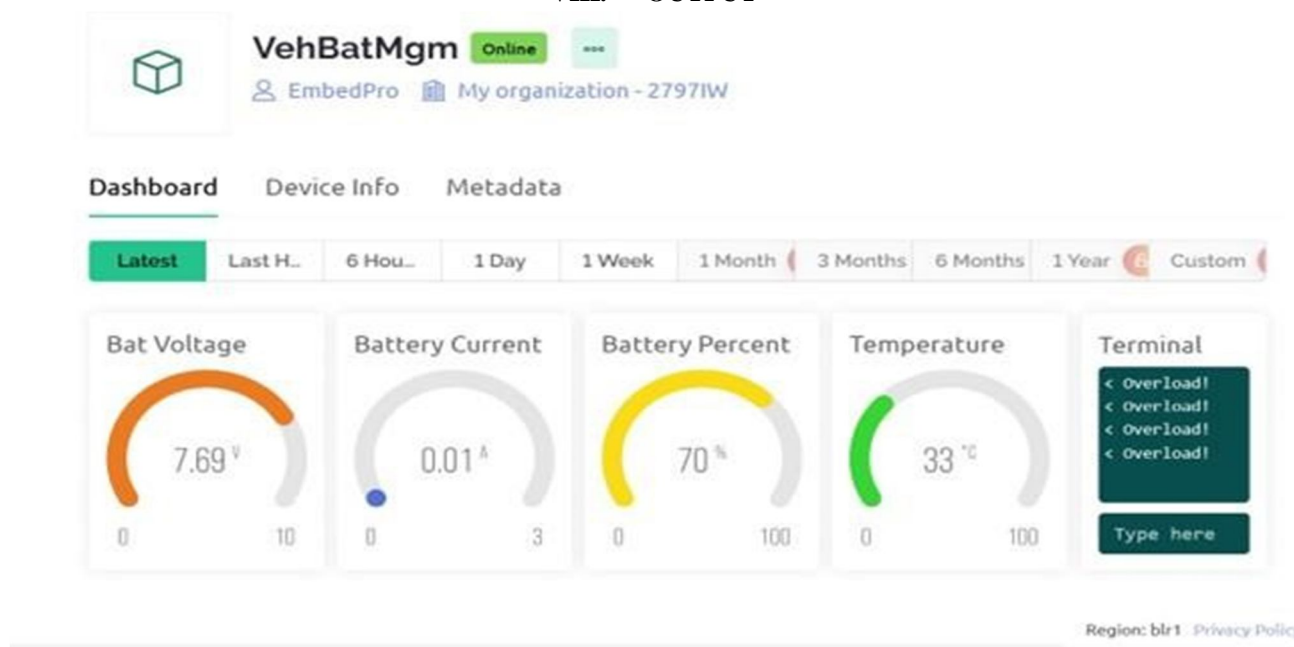 VehBatMgm Online
EmbedPro My organization - 2797IW
Dashboard Device Info Metadata
Latest Last H... 6 Hou... 1 Day 1 Week 1 Month 3 Months 6 Months 1 Year Custom
Bat Voltage Battery Current Battery Percent Temperature Terminal
< Overload!
< Overload!
< Overload!
< Overload!
7.69 V 0.01 A 70 % 33 °C
0 10 0 3 0 100 0 100
Type here
Region: blr1 Privacy Polic